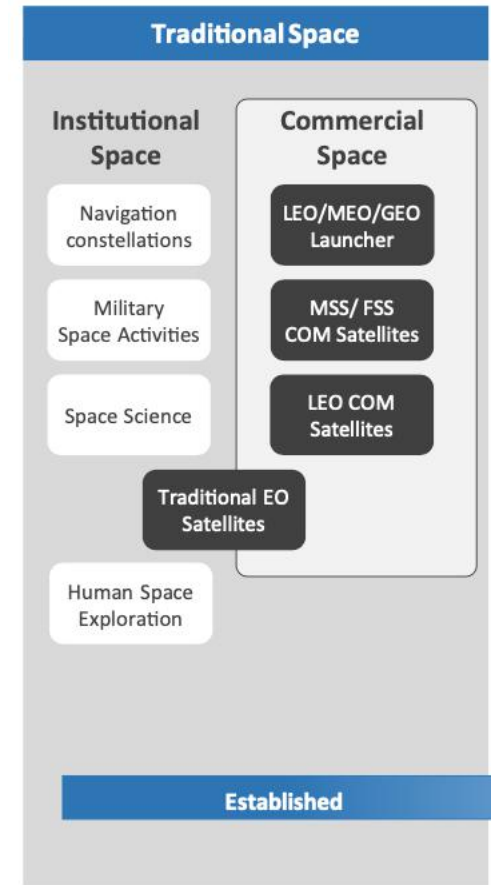 Traditional Space
Institutional
Space
Commercial
Space
Navigation
constellations
LEO/MEO/GEO
Launcher
Military
Space Activities
MSS/ FSS
COM Satellites
Space Science
LEO COM
Satellites
Traditional EO
Satellites
Human Space
Exploration
Established